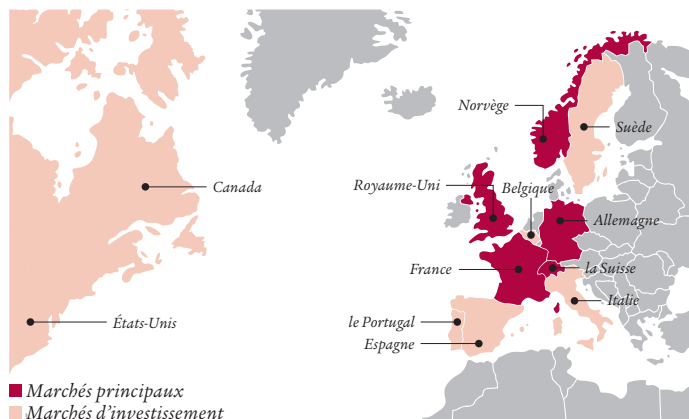 Norvège
Suède
Canada
Royaume-Uni
Belgique
Allemagne
France
la Suisse
Italie
États-Unis
le Portugal
Espagne
Marchés principaux
Marchés d'investissement